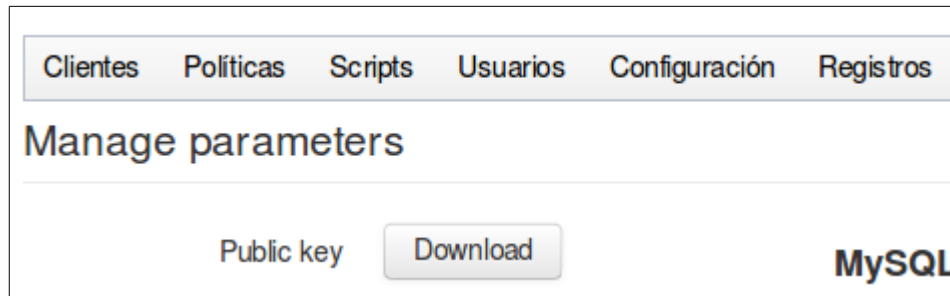 Clientes Políticas Scripts Usuarios Configuración Registros
Manage parameters
Public key Download MySQL